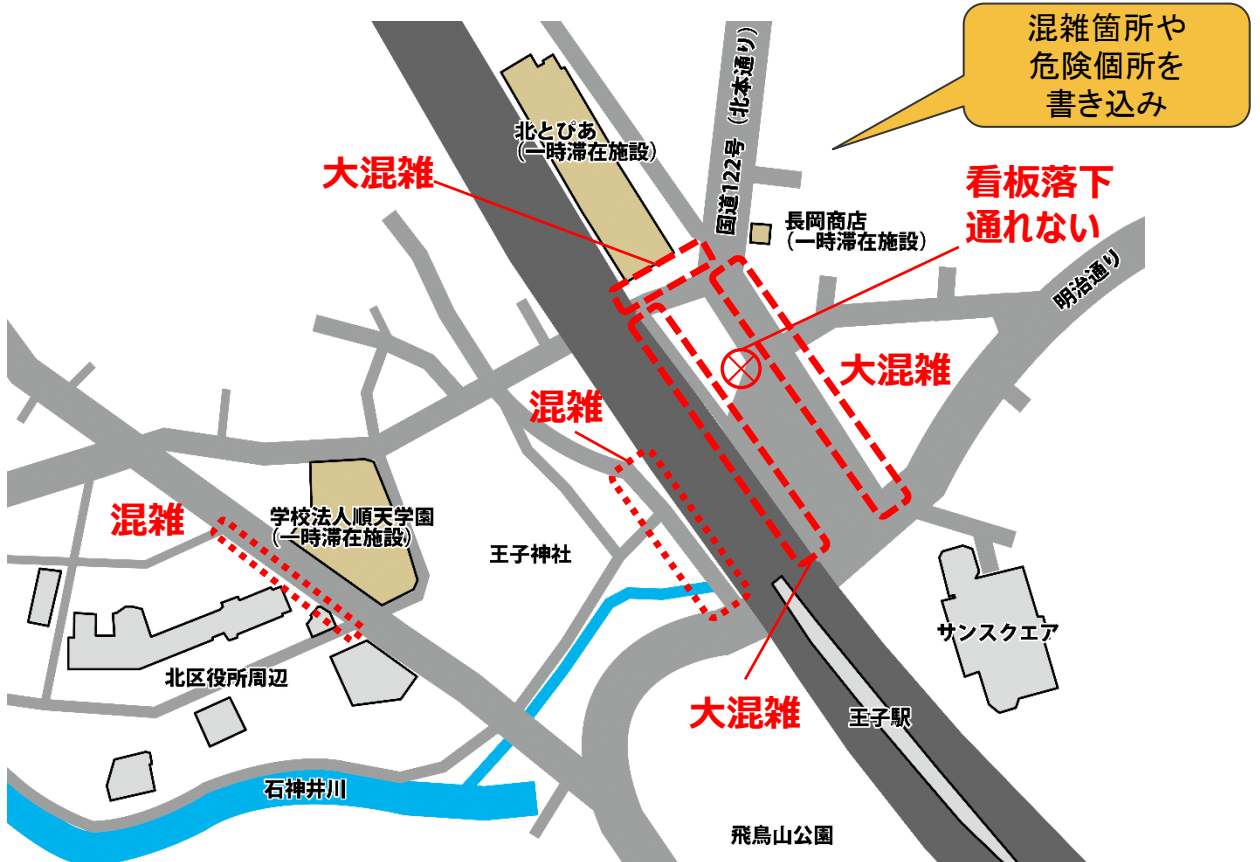 混雑箇所や
危険個所を
書き込み
国道122号（北本通り）
北とぴあ
（一時滞在施設）
大混雑
看板落下
通れない
長岡商店
（一時滞在施設）
明治通り
大混雑
混雑
混雑
学校法人順天学園
（一時滞在施設）
王子神社
サンスクエア
北区役所周辺
大混雑
王子駅
石神井川
飛鳥山公園